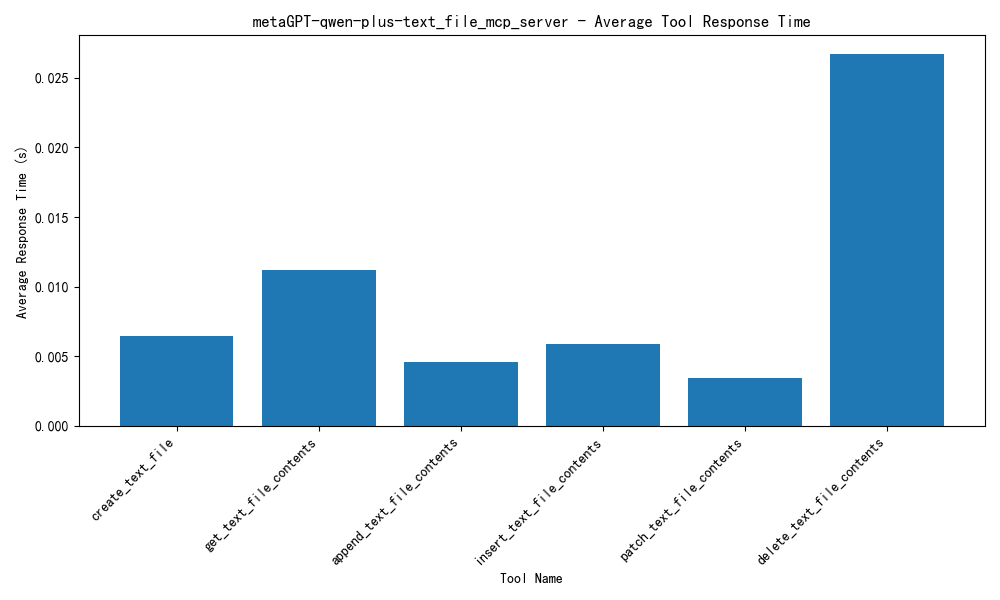 metaGPT-qwen-plus-text_file_mcp_server - Average Tool Response Time
Average Response Time (s)
0.025
0.020
0.015
0.010
0.005
0.000
create_text_file
get_text_file_contents
append_text_file_contents
insert_text_file_contents
patch_text_file_contents
delete_text_file_contents
Tool Name